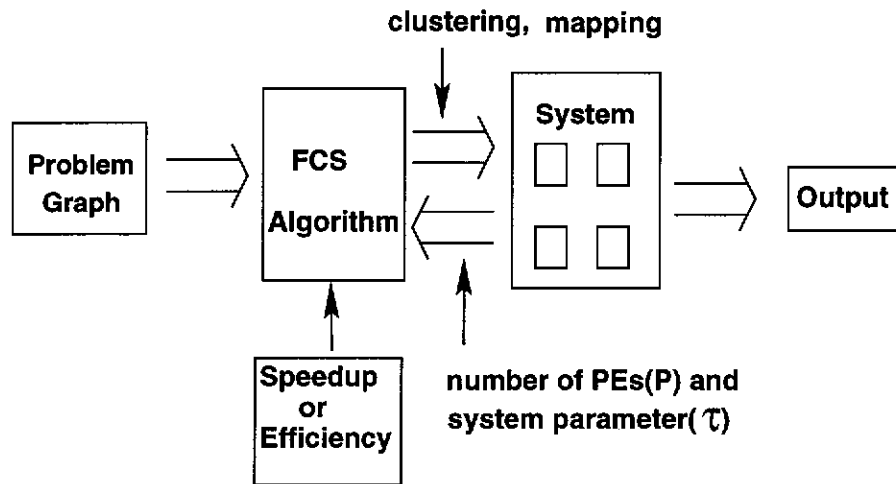 clustering, mapping
Problem
Graph
FCS
Algorithm
System
Output
Speedup
or
Efficiency
number of PEs(P) and
system parameter(τ)